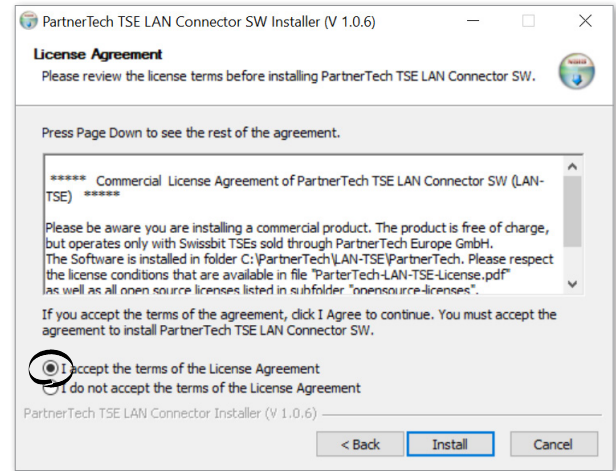 PartnerTech TSE LAN Connector SW Installer (V 1.0.6)
License Agreement
Please review the license terms before installing PartnerTech TSE LAN Connector SW.
Press Page Down to see the rest of the agreement.
***** Commercial License Agreement of PartnerTech TSE LAN Connector SW (LAN-
TSE) *****
Please be aware you are installing a commercial product. The product is free of charge,
but operates only with Swissbit TSEs sold through PartnerTech Europe GmbH.
The Software is installed in folder C:\PartnerTech\LAN-TSE\PartnerTech. Please respect
the license conditions that are available in file "ParterTech-LAN-TSE-License.pdf"
as well as all open source licenses listed in subfolder "opensource-licenses".
If you accept the terms of the agreement, click I Agree to continue. You must accept the
agreement to install PartnerTech TSE LAN Connector SW.
I accept the terms of the License Agreement
I do not accept the terms of the License Agreement
PartnerTech TSE LAN Connector Installer (V 1.0.6)
< Back Install Cancel